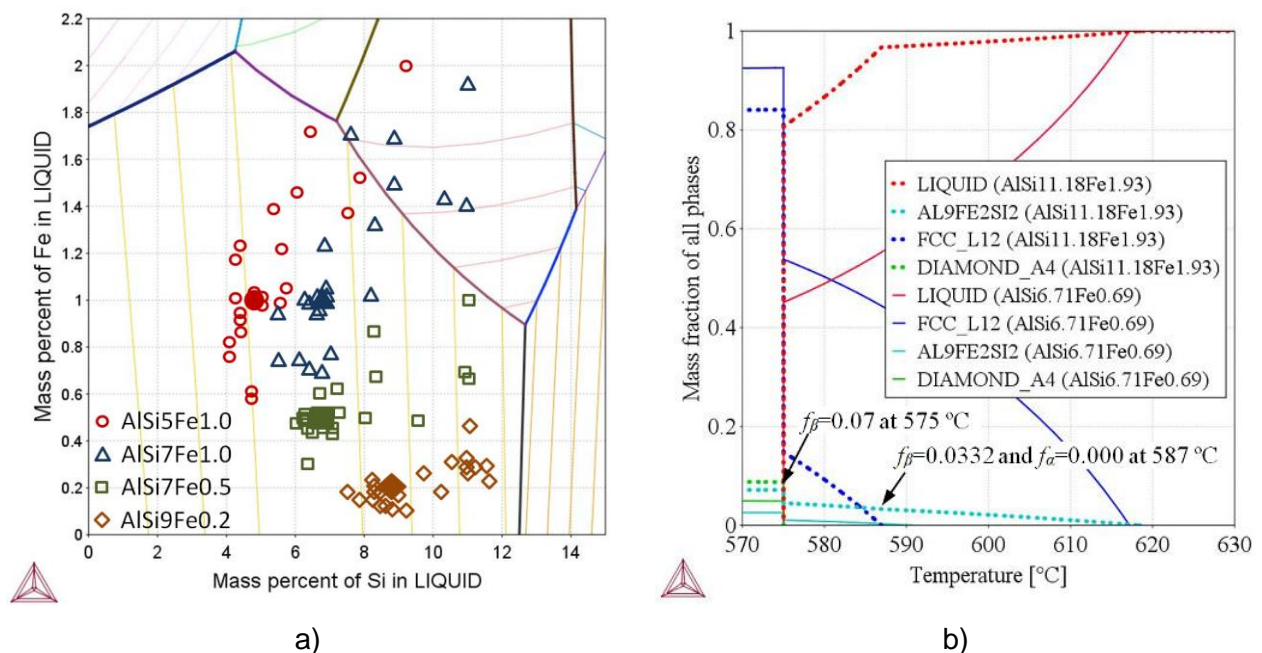 2.2
2
1.8
1.6
1.4
1.2
1
0.8
0.6
0.4
0.2
0
Mass percent of Fe in LIQUID
AlSi5Fe1.0
AlSi7Fe1.0
AlSi7Fe0.5
AlSi9Fe0.2
0 2 4 6 8 10 12 14
Mass percent of Si in LIQUID
a)
1
0.8
0.6
0.4
0.2
0
Mass fraction of all phases
LIQUID (AlSi11.18Fe1.93)
AL9FE2SI2 (AlSi11.18Fe1.93)
FCC_L12 (AlSi11.18Fe1.93)
DIAMOND_A4 (AlSi11.18Fe1.93)
LIQUID (AlSi6.71Fe0.69)
FCC_L12 (AlSi6.71Fe0.69)
AL9FE2SI2 (AlSi6.71Fe0.69)
DIAMOND_A4 (AlSi6.71Fe0.69)
fβ=0.07 at 575 ºC
fβ=0.0332 and fα=0.000 at 587 ºC
570 580 590 600 610 620 630
Temperature [°C]
b)